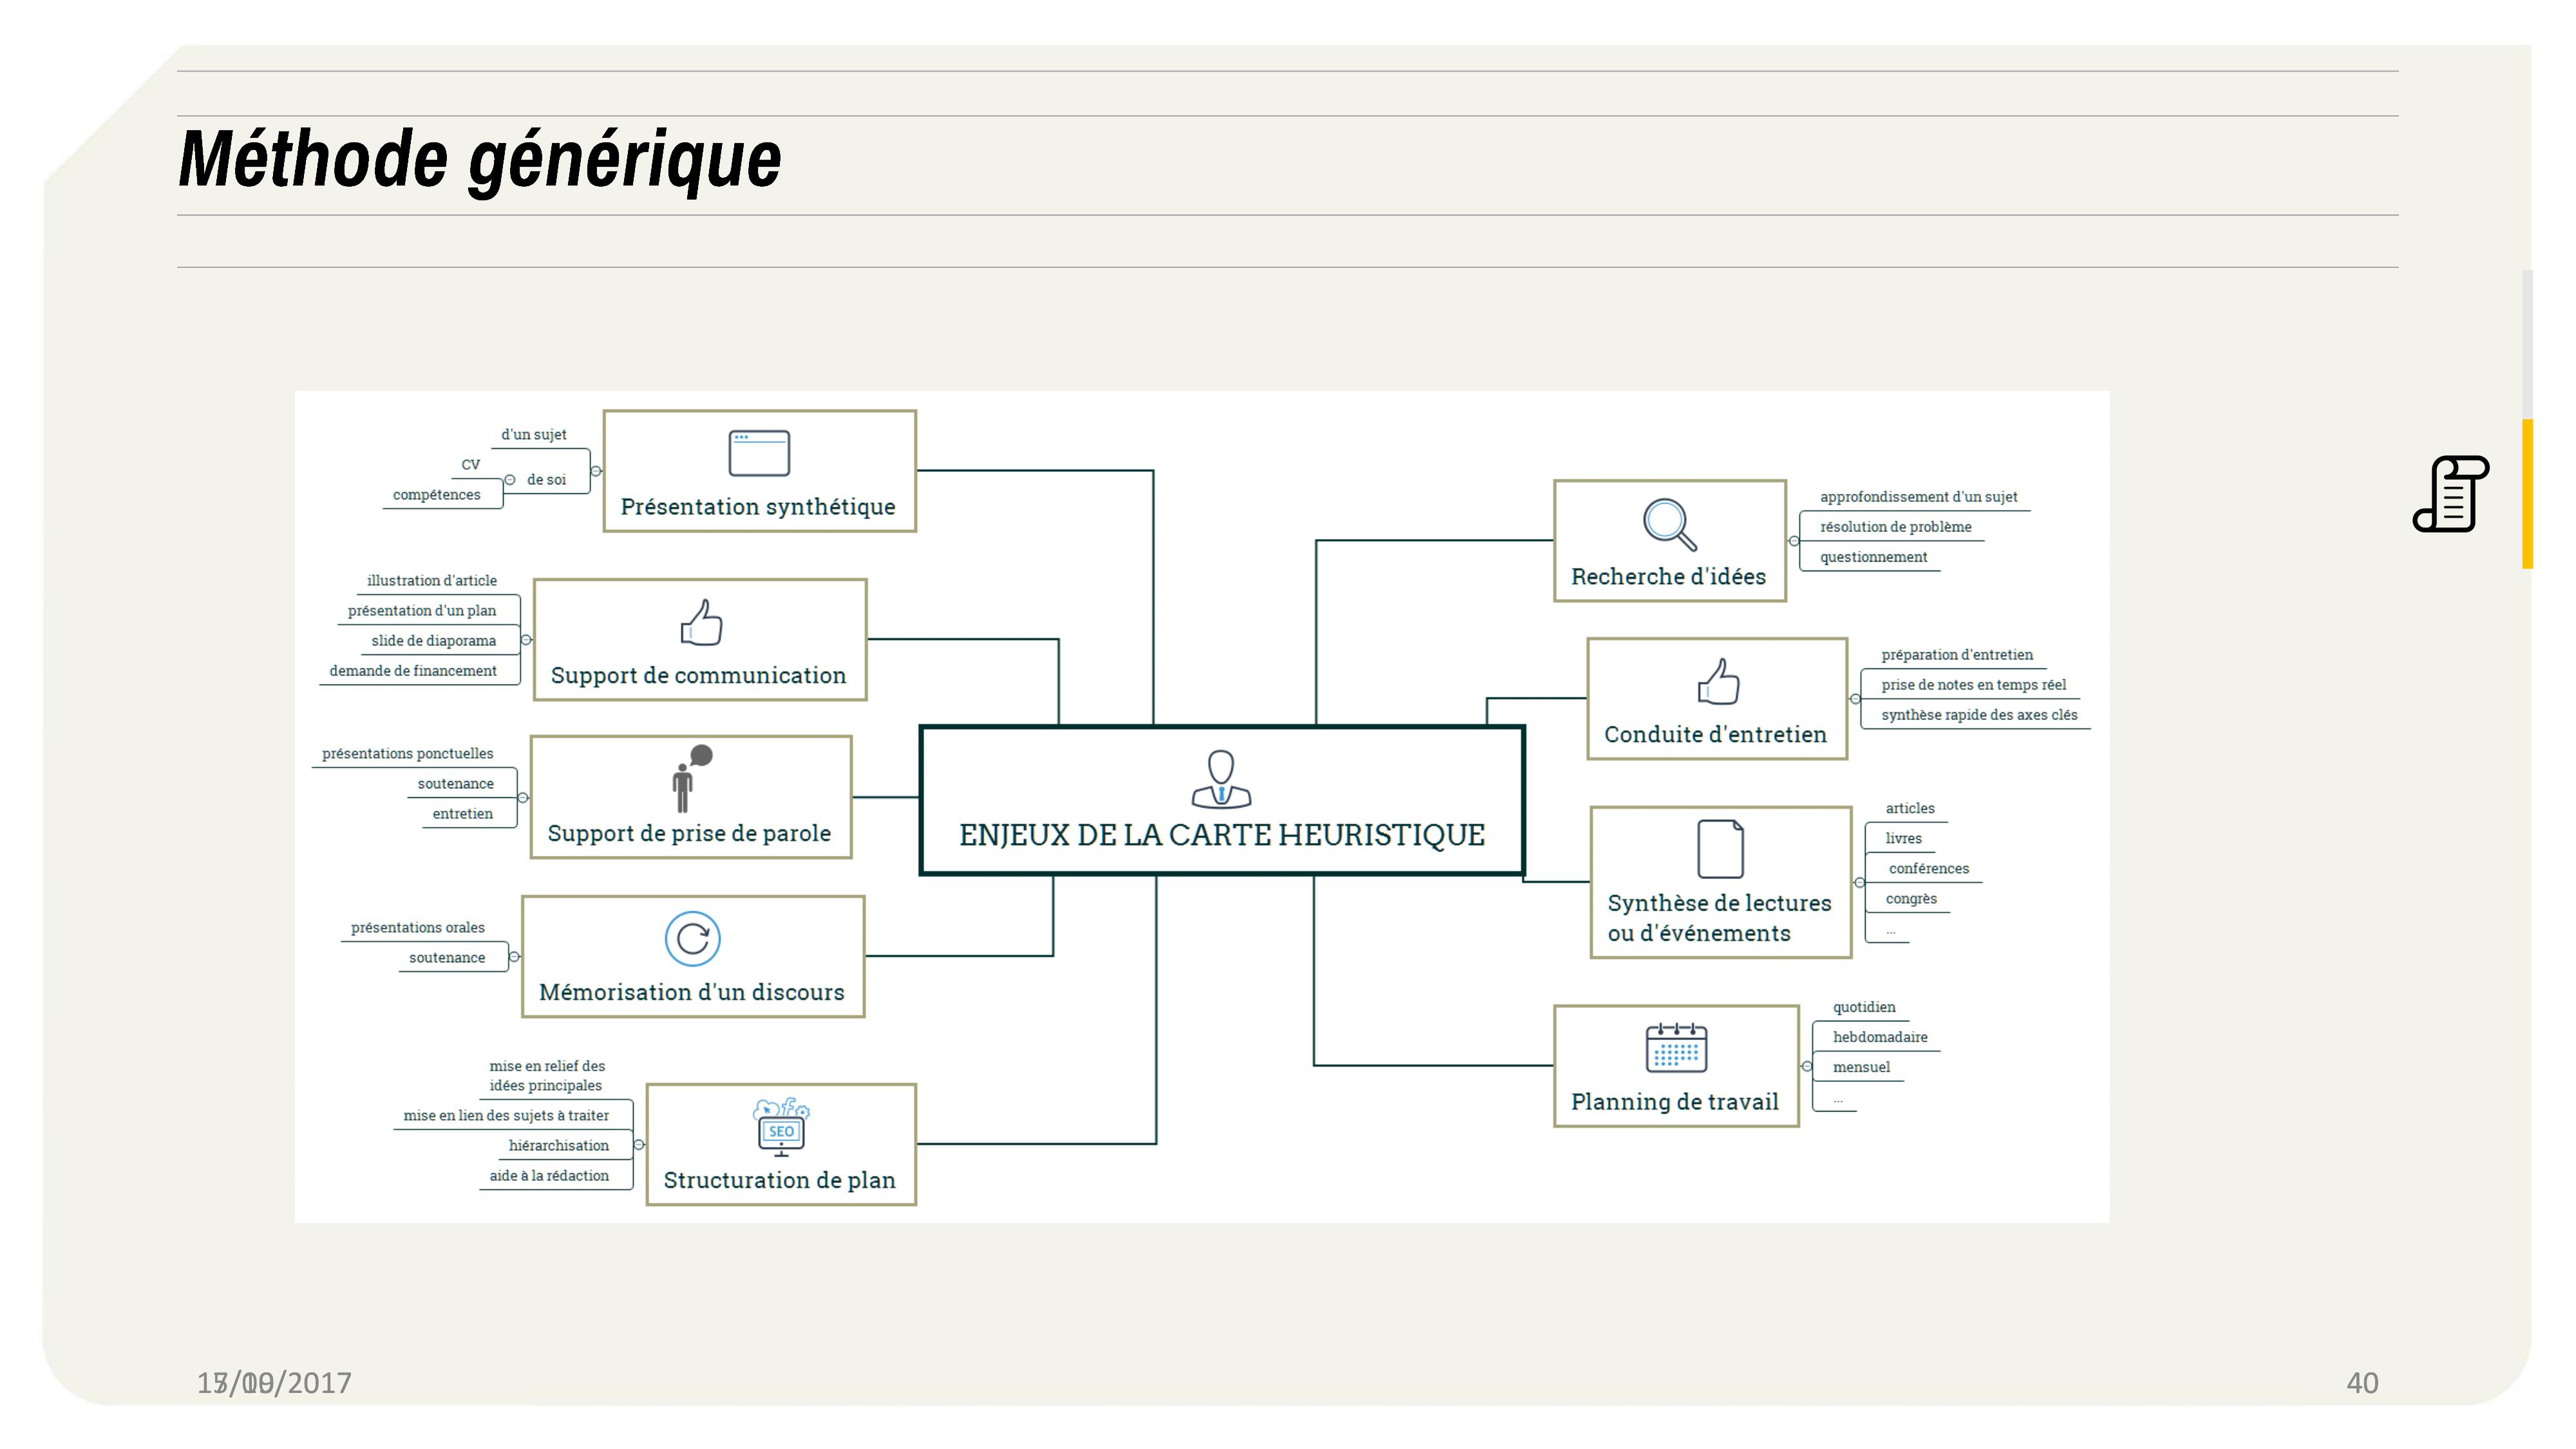 Méthode générique
d'un sujet
CV
de soi
compétences
Présentation synthétique
illustration d'article
présentation d'un plan
slide de diaporama
demande de financement
Support de communication
présentations ponctuelles
soutenance
entretien
Support de prise de parole
présentations orales
soutenance
Mémorisation d'un discours
mise en relief des
idées principales
mise en lien des sujets à traiter
hiérarchisation
aide à la rédaction
SEO
Structuration de plan
ENJEUX DE LA CARTE HEURISTIQUE
Recherche d'idées
approfondissement d'un sujet
résolution de problème
questionnement
Conduite d'entretien
préparation d'entretien
prise de notes en temps réel
synthèse rapide des axes clés
Synthèse de lectures
ou d'événements
articles
livres
conférences
congrès
...
Planning de travail
quotidien
hebdomadaire
mensuel
...
40